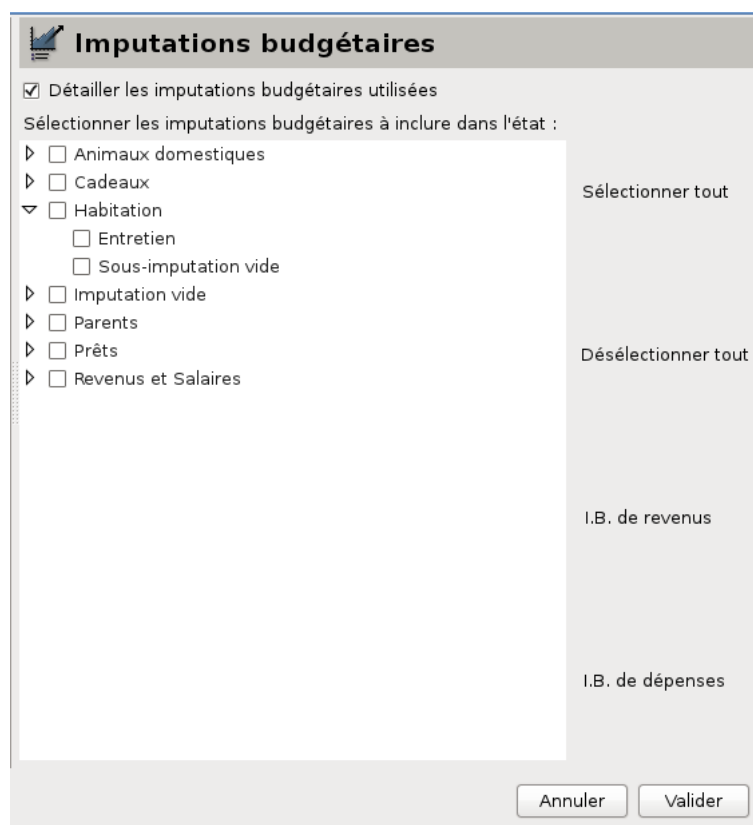 Imputations budgétaires
Détailler les imputations budgétaires utilisées
Sélectionner les imputations budgétaires à inclure dans l'état :
Animaux domestiques
Cadeaux
Habitation
Entretien
Sous-imputation vide
Imputation vide
Parents
Prêts
Revenus et Salaires
Sélectionner tout
Désélectionner tout
I.B. de revenus
I.B. de dépenses
Annuler
Valider